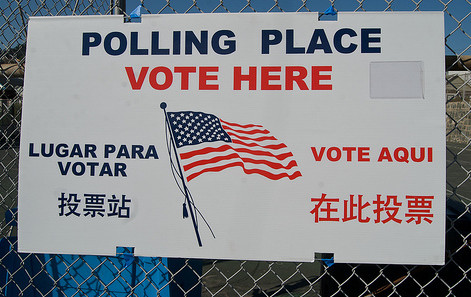 POLLING PLACE
VOTE HERE
LUGAR PARA
VOTAR
VOTE AQUI
投票站
在此投票